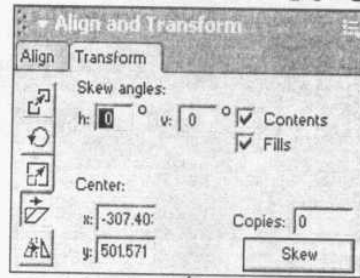 Align and Transform
Align Transform
Skew angles:
h: 0 ° v: 0 ° Contents
Fills
Center:
x: -307.40: Copies: 0
y: 501.571 Skew